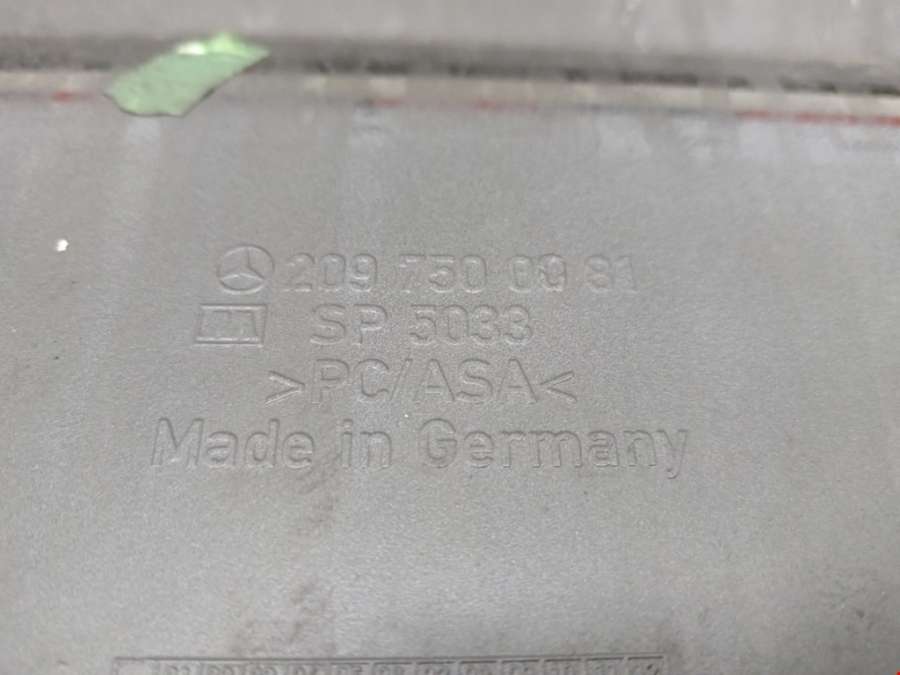 209 750 00 81
SP 5033
>PC/ASA<
Made in Germany